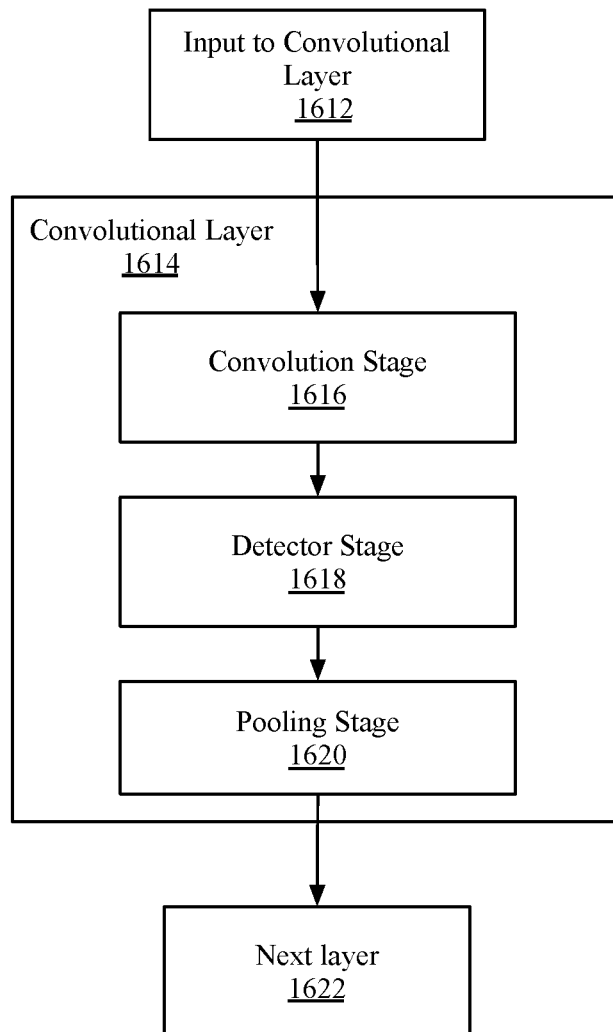 Input to Convolutional
Layer
1612
Convolutional Layer
1614
Convolution Stage
1616
Detector Stage
1618
Pooling Stage
1620
Next layer
1622